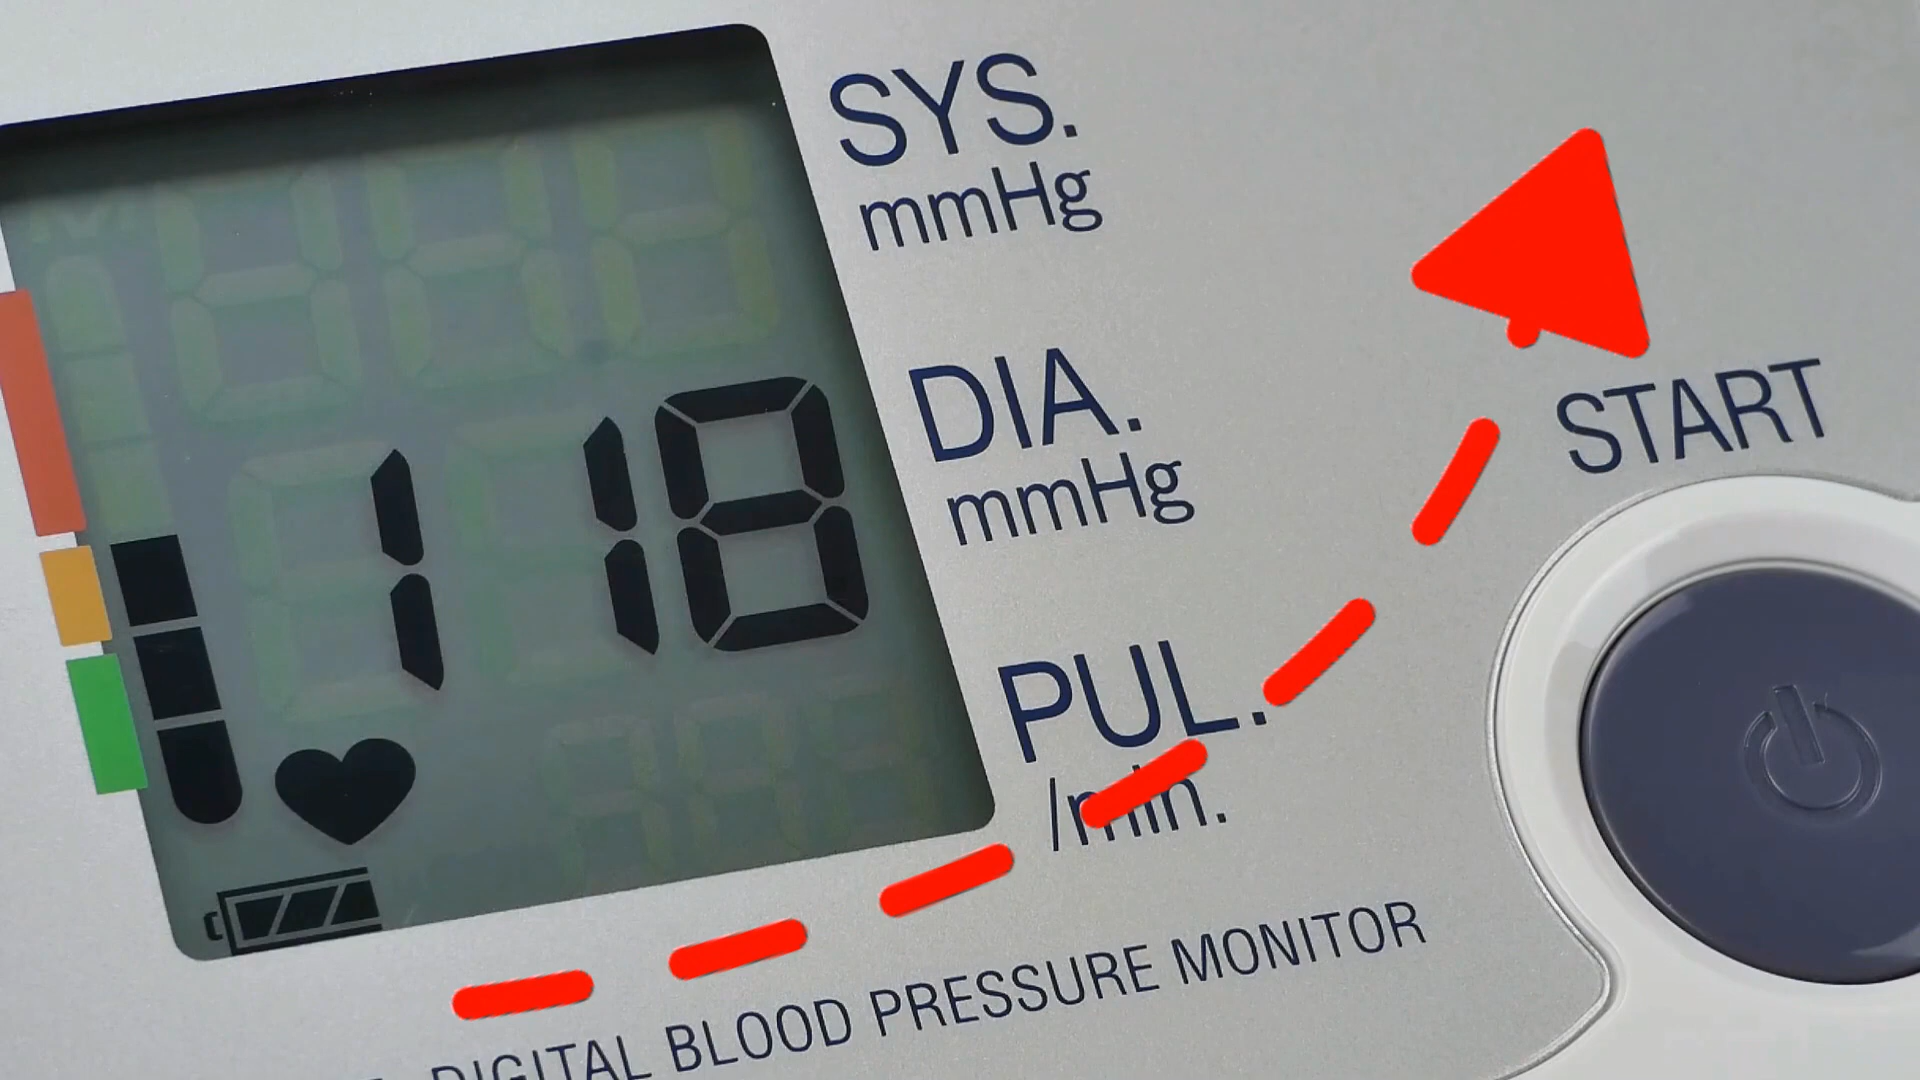 SYS.
mmHg
DIA.
mmHg
118
PUL.
/min.
START
DIGITAL BLOOD PRESSURE MONITOR